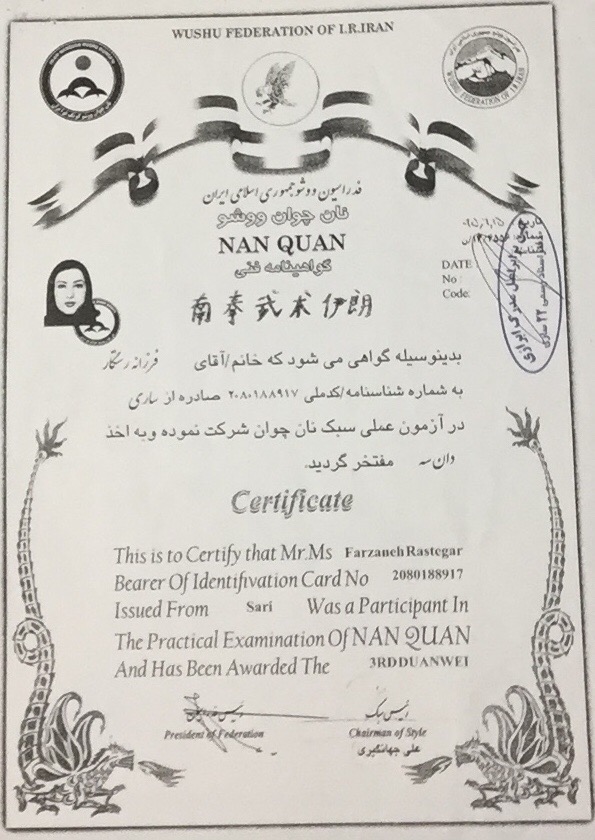 WUSHU FEDERATION OF I.R.IRAN
WUSHU FEDERATION OF I.R.IRAN
فدراسیون ووشو جمهوری اسلامی ایران
نان چوان ووشو
NAN QUAN
گواهینامه فنی
DATE
No :
Code:
南拳武术伊朗
بدینوسیله گواهی می شود که خانم/آقای فرزانه رستگار
به شماره شناسنامه/کدملی ۲۰۸۰۱۸۸۹۱۷ صادره از ساری
در آزمون عملی سبک نان چوان شرکت نموده وبه اخذ
دان سه مفتخر گردید.
Certificate
This is to Certify that Mr.Ms Farzaneh Rastegar
Bearer Of Identifivation Card No 2080188917
Issued From Sari Was a Participant In
The Practical Examination Of NAN QUAN
And Has Been Awarded The 3RDDUANWEI
رئیس سبک
President of Federation Chairman of Style
علی جهانگیری